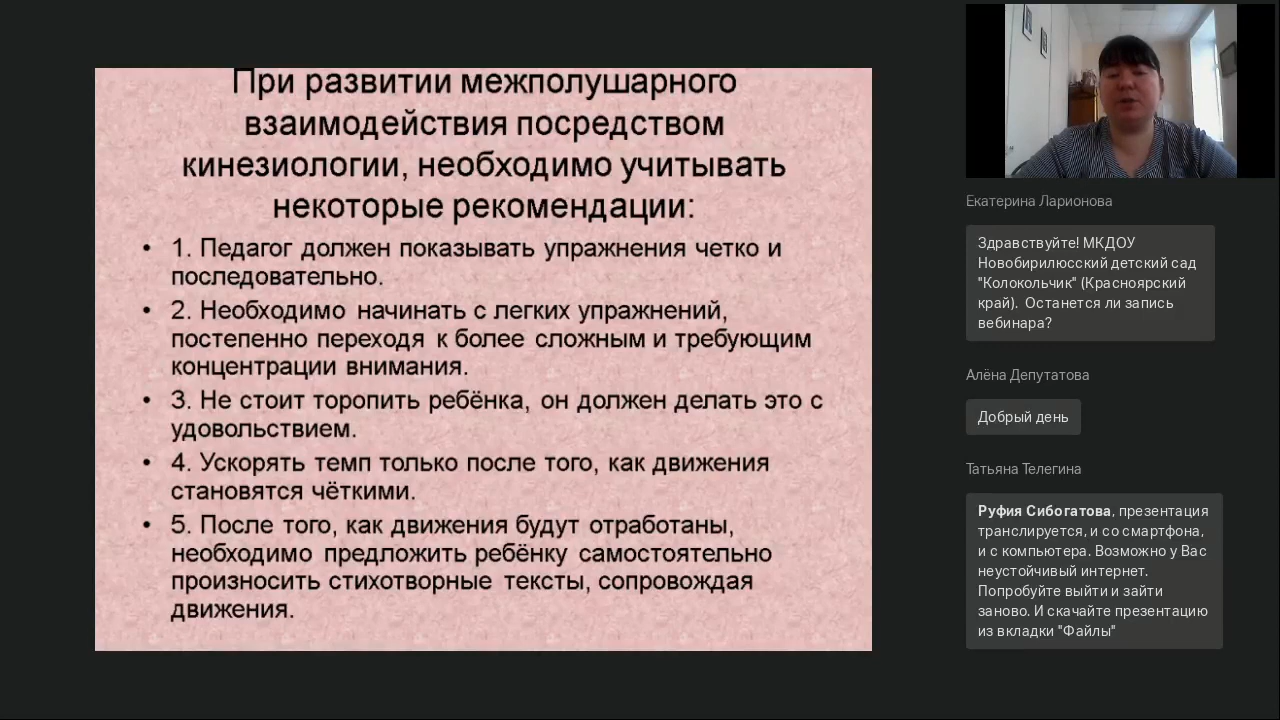 При развитии межполушарного
взаимодействия посредством
кинезиологии, необходимо учитывать
некоторые рекомендации:
• 1. Педагог должен показывать упражнения четко и
последовательно.
• 2. Необходимо начинать с легких упражнений,
постепенно переходя к более сложным и требующим
концентрации внимания.
• 3. Не стоит торопить ребёнка, он должен делать это с
удовольствием.
• 4. Ускорять темп только после того, как движения
становятся чёткими.
• 5. После того, как движения будут отработаны,
необходимо предложить ребёнку самостоятельно
произносить стихотворные тексты, сопровождая
движения.
Екатерина Ларионова
Здравствуйте! МКДОУ
Новобирилюсский детский сад
"Колокольчик" (Красноярский
край). Останется ли запись
вебинара?
Алёна Депутатова
Добрый день
Татьяна Телегина
Руфия Сибогатова, презентация
транслируется, и со смартфона,
и с компьютера. Возможно у Вас
неустойчивый интернет.
Попробуйте выйти и зайти
заново. И скачайте презентацию
из вкладки "Файлы"